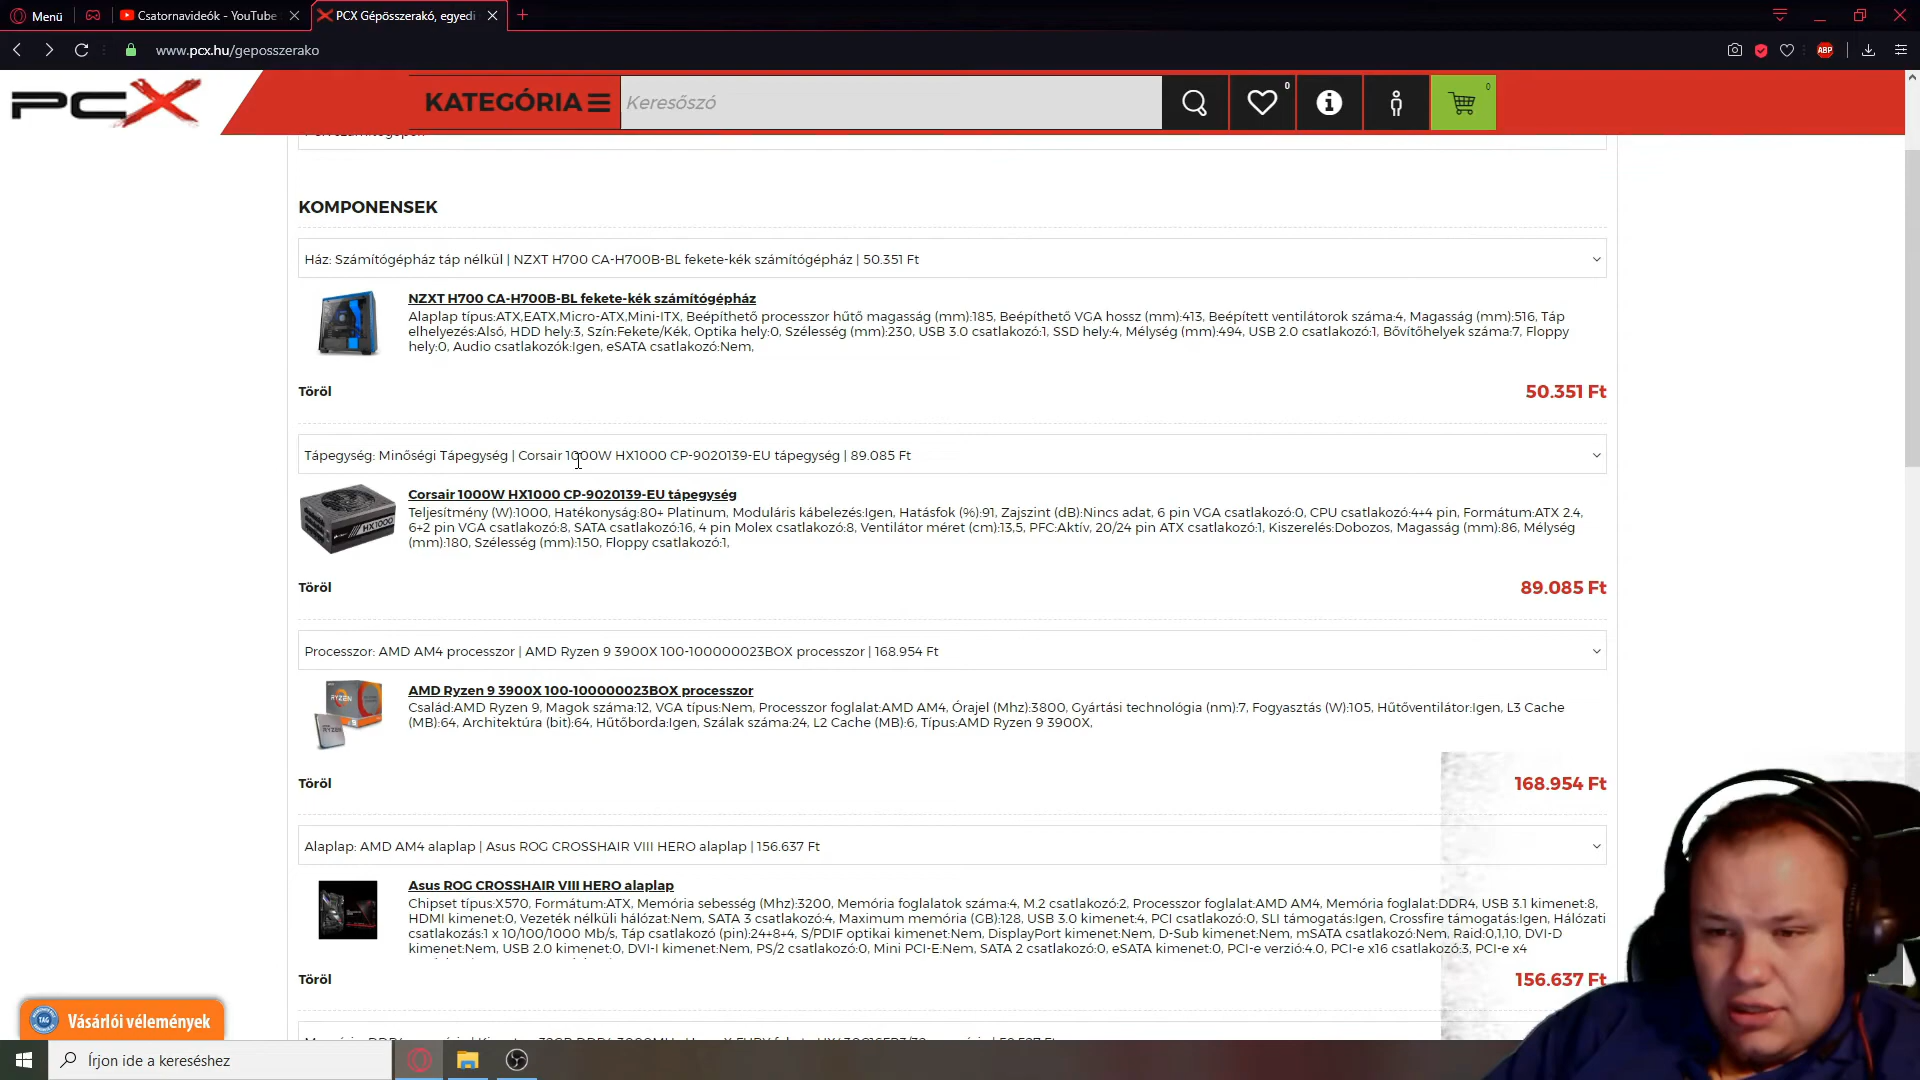 Menü
Csatornavideók - YouTube
PCX Gépösszerakó, egyedi
www.pcx.hu/geposszerako
ABP
PCX
KATEGÓRIA
Keresőszó
0
0
KOMPONENSEK
Ház: Számítógépház táp nélkül | NZXT H700 CA-H700B-BL fekete-kék számítógépház | 50.351 Ft
NZXT H700 CA-H700B-BL fekete-kék számítógépház
Alaplap típus:ATX,EATX,Micro-ATX,Mini-ITX, Beépíthető processzor hűtő magasság (mm):185, Beépíthető VGA hossz (mm):413, Beépített ventilátorok száma:4, Magasság (mm):516, Táp
elhelyezés:Alsó, HDD hely:3, Szín:Fekete/Kék, Optika hely:0, Szélesség (mm):230, USB 3.0 csatlakozó:1, SSD hely:4, Mélység (mm):494, USB 2.0 csatlakozó:1, Bővítőhelyek száma:7, Floppy
hely:0, Audio csatlakozók:Igen, eSATA csatlakozó:Nem,
Töröl
50.351 Ft
Tápegység: Minőségi Tápegység | Corsair 1000W HX1000 CP-9020139-EU tápegység | 89.085 Ft
Corsair 1000W HX1000 CP-9020139-EU tápegység
HX1000
Teljesítmény (W):1000, Hatékonyság:80+ Platinum, Moduláris kábelezés:Igen, Hatásfok (%):91, Zajszint (dB):Nincs adat, 6 pin VGA csatlakozó:0, CPU csatlakozó:4+4 pin, Formátum:ATX 2.4,
6+2 pin VGA csatlakozó:8, SATA csatlakozó:16, 4 pin Molex csatlakozó:8, Ventilátor méret (cm):13,5, PFC:Aktív, 20/24 pin ATX csatlakozó:1, Kiszerelés:Dobozos, Magasság (mm):86, Mélység
(mm):180, Szélesség (mm):150, Floppy csatlakozó:1,
Töröl
89.085 Ft
Processzor: AMD AM4 processzor | AMD Ryzen 9 3900X 100-100000023BOX processzor | 168.954 Ft
AMD Ryzen 9 3900X 100-100000023BOX processzor
RYZEN
Család:AMD Ryzen 9, Magok száma:12, VGA típus:Nem, Processzor foglalat:AMD AM4, Órajel (Mhz):3800, Gyártási technológia (nm):7, Fogyasztás (W):105, Hűtőventilátor:Igen, L3 Cache
(MB):64, Architektúra (bit):64, Hűtőborda:Igen, Szálak száma:24, L2 Cache (MB):6, Típus:AMD Ryzen 9 3900X,
Töröl
168.954 Ft
Alaplap: AMD AM4 alaplap | Asus ROG CROSSHAIR VIII HERO alaplap | 156.637 Ft
Asus ROG CROSSHAIR VIII HERO alaplap
Chipset típus:X570, Formátum:ATX, Memória sebesség (Mhz):3200, Memória foglalatok száma:4, M.2 csatlakozó:2, Processzor foglalat:AMD AM4, Memória foglalat:DDR4, USB 3.1 kimenet:8,
HDMI kimenet:0, Vezeték nélküli hálózat:Nem, SATA 3 csatlakozó:4, Maximum memória (GB):128, USB 3.0 kimenet:4, PCI csatlakozó:0, SLI támogatás:Igen, Crossfire támogatás:Igen, Hálózati
csatlakozás:1 x 10/100/1000 Mb/s, Táp csatlakozó (pin):24+8+4, S/PDIF optikai kimenet:Nem, DisplayPort kimenet:Nem, D-Sub kimenet:Nem, mSATA csatlakozó:Nem, Raid:0,1,10, DVI-D
kimenet:Nem, USB 2.0 kimenet:0, DVI-I kimenet:Nem, PS/2 csatlakozó:0, Mini PCI-E:Nem, SATA 2 csatlakozó:0, eSATA kimenet:0, PCI-e verzió:4.0, PCI-e x16 csatlakozó:3, PCI-e x4
Töröl
156.637 Ft
TAG
Vásárlói vélemények
Írjon ide a kereséshez